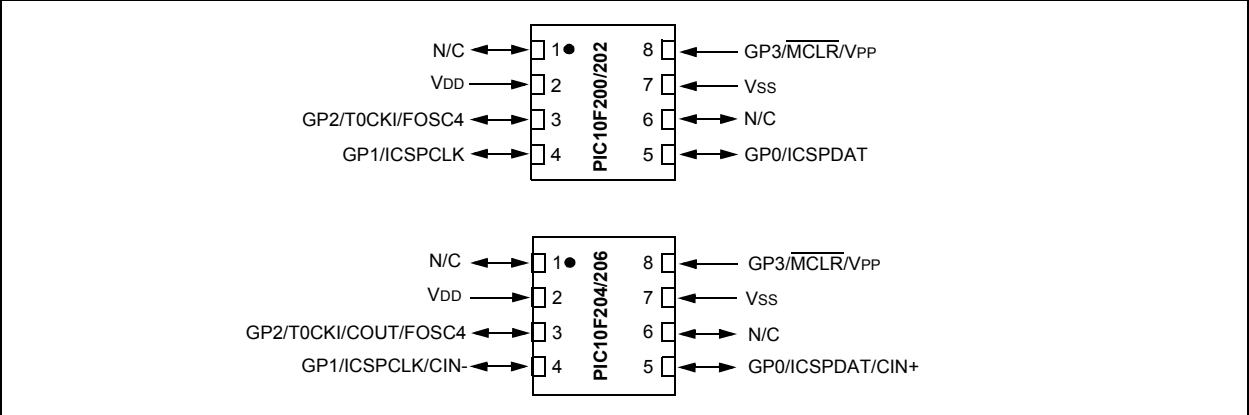 N/C 1 PIC10F200/202 8 GP3/M̅C̅L̅R̅/VPP
VDD 2 7 VSS
GP2/T0CKI/FOSC4 3 6 N/C
GP1/ICSPCLK 4 5 GP0/ICSPDAT
N/C 1 PIC10F204/206 8 GP3/M̅C̅L̅R̅/VPP
VDD 2 7 VSS
GP2/T0CKI/COUT/FOSC4 3 6 N/C
GP1/ICSPCLK/CIN- 4 5 GP0/ICSPDAT/CIN+